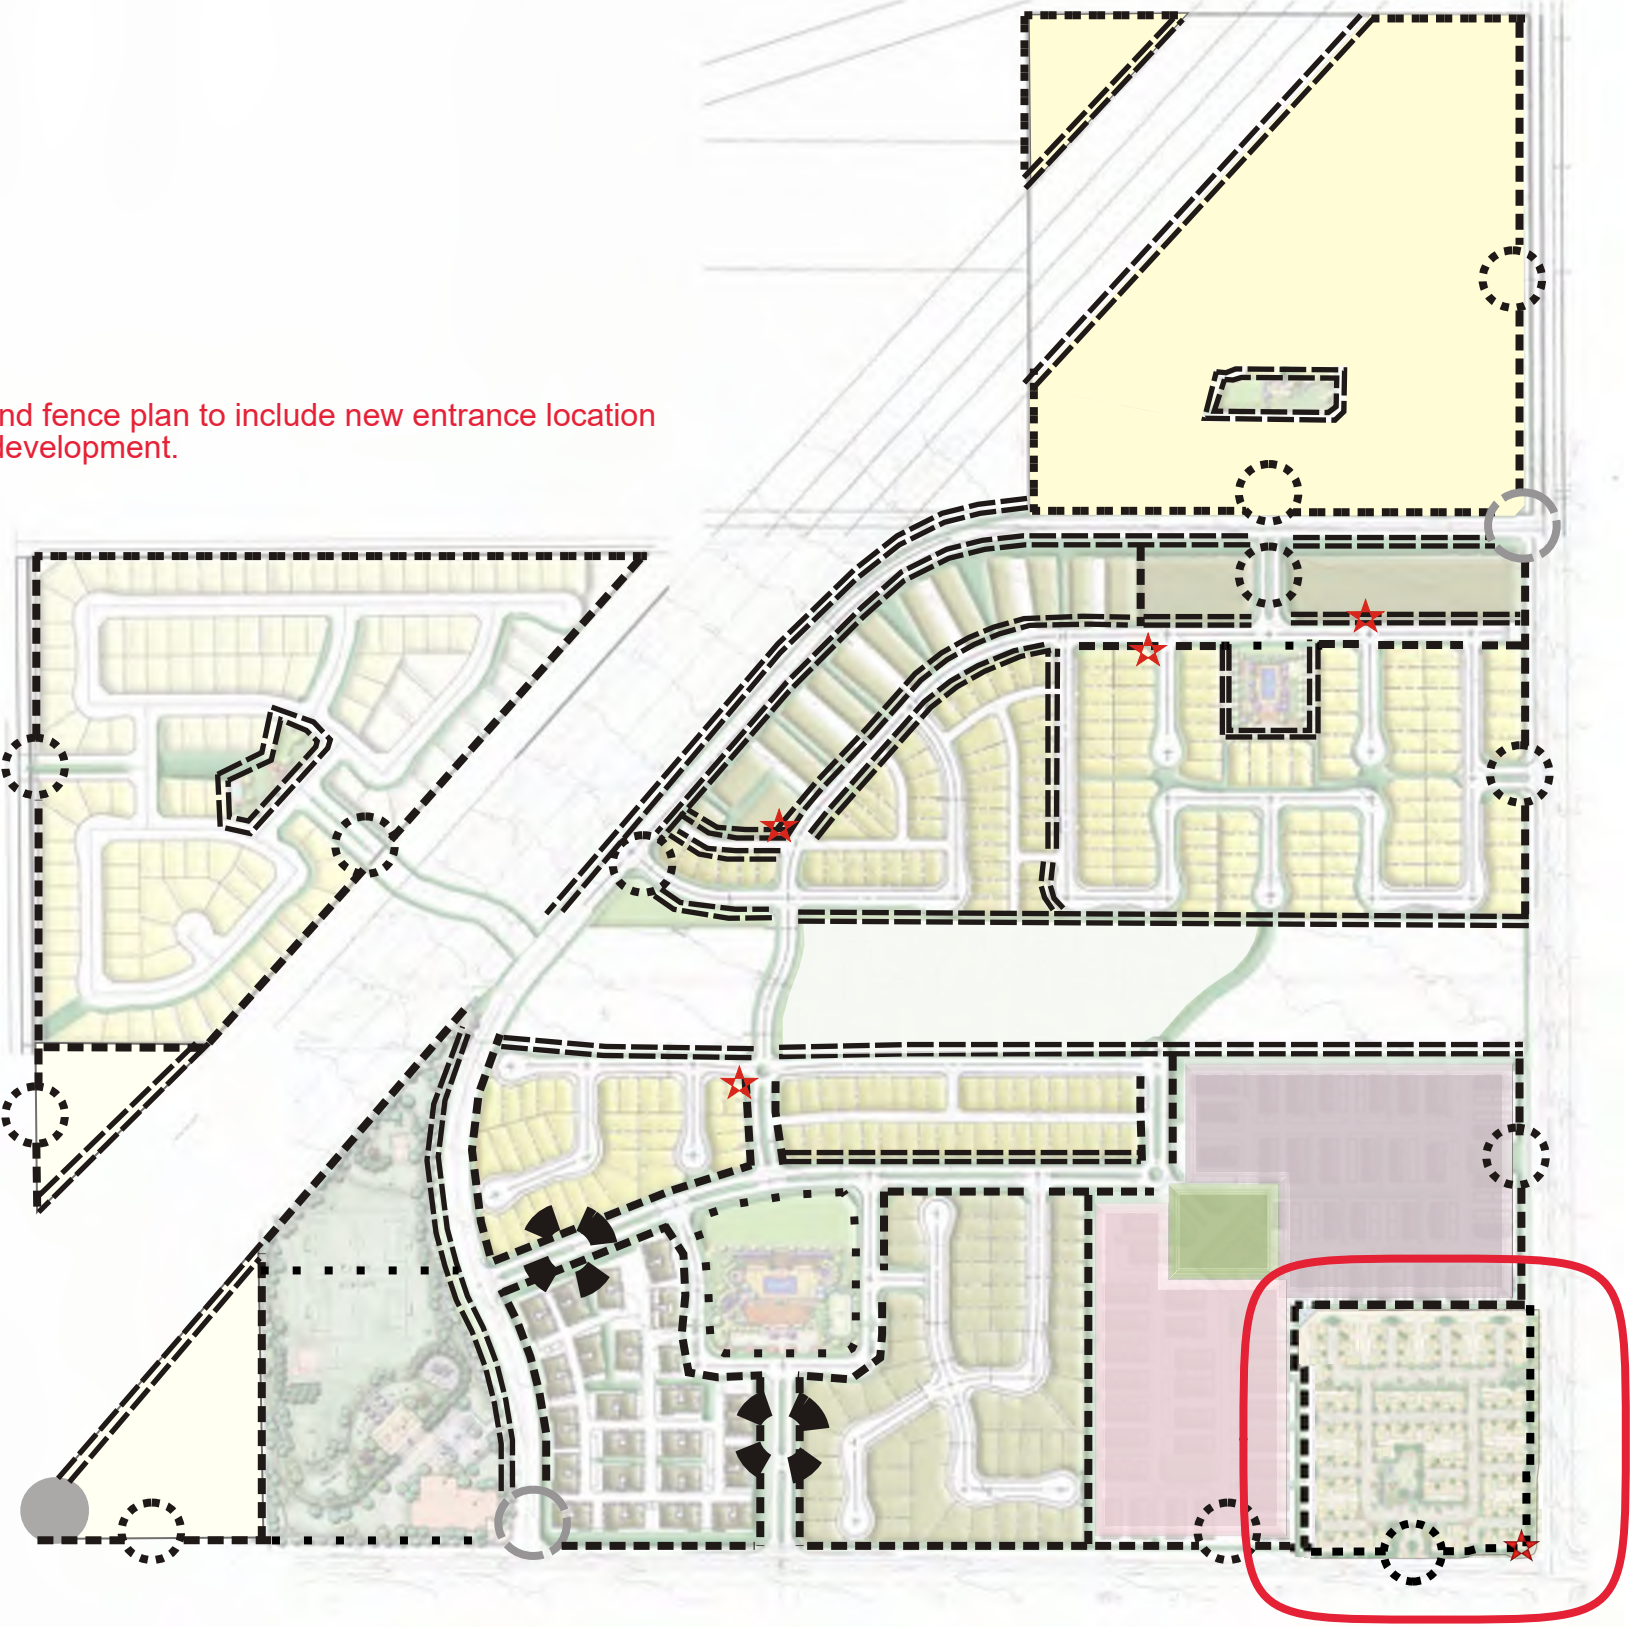 nd fence plan to include new entrance location
development.